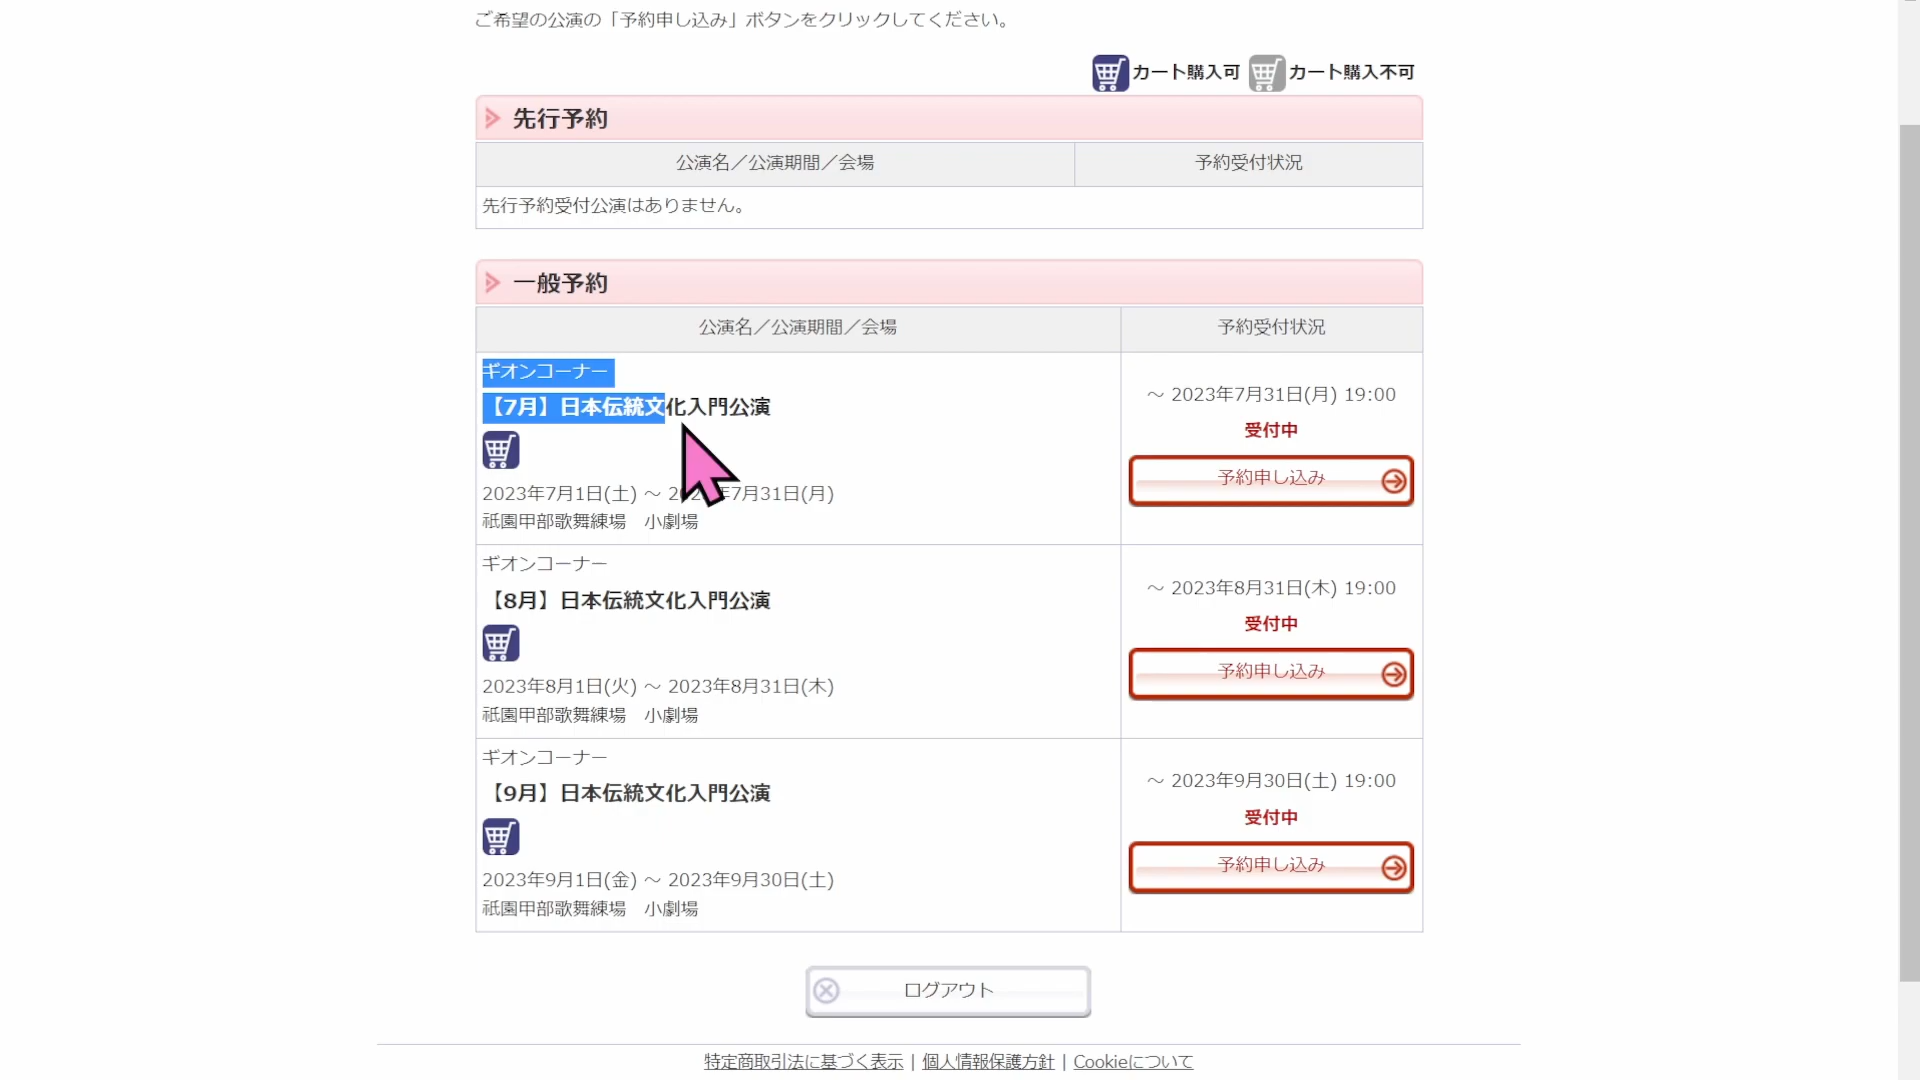 ご希望の公演の「予約申し込み」ボタンをクリックしてください。
カート購入可 カート購入不可
先行予約
公演名／公演期間／会場 予約受付状況
先行予約受付公演はありません。
一般予約
公演名／公演期間／会場 予約受付状況
ギオンコーナー
【7月】日本伝統文化入門公演
2023年7月1日(土) ～ 2023年7月31日(月)
祇園甲部歌舞練場　小劇場
～ 2023年7月31日(月) 19:00
受付中
予約申し込み
ギオンコーナー
【8月】日本伝統文化入門公演
2023年8月1日(火) ～ 2023年8月31日(木)
祇園甲部歌舞練場　小劇場
～ 2023年8月31日(木) 19:00
受付中
予約申し込み
ギオンコーナー
【9月】日本伝統文化入門公演
2023年9月1日(金) ～ 2023年9月30日(土)
祇園甲部歌舞練場　小劇場
～ 2023年9月30日(土) 19:00
受付中
予約申し込み
ログアウト
特定商取引法に基づく表示 | 個人情報保護方針 | Cookieについて